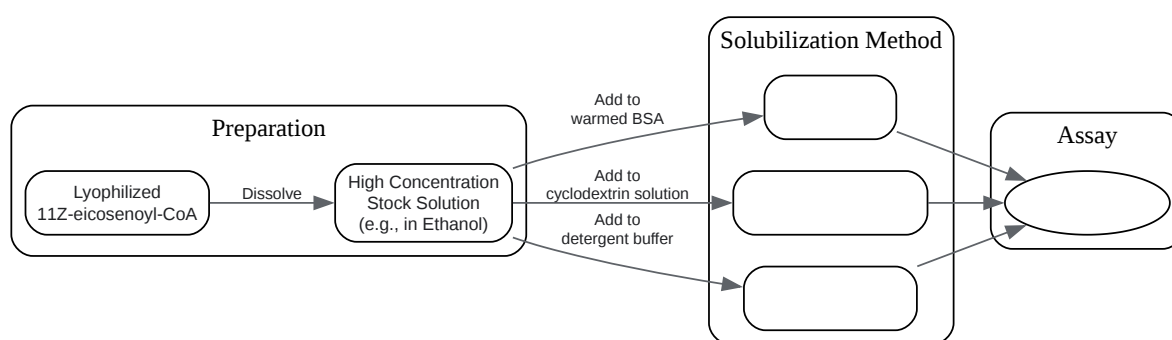 Preparation
Lyophilized
11Z-eicosenoyl-CoA
Dissolve
High Concentration
Stock Solution
(e.g., in Ethanol)
Add to
warmed BSA
Add to
cyclodextrin solution
Add to
detergent buffer
Solubilization Method
Assay